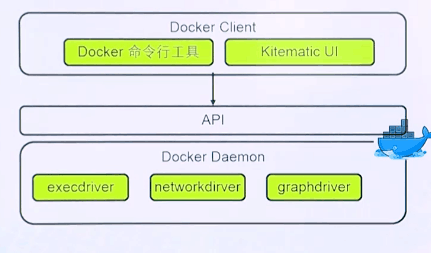 Docker Client
Docker 命令行工具
Kitematic UI
API
Docker Daemon
execdriver
networkdirver
graphdriver